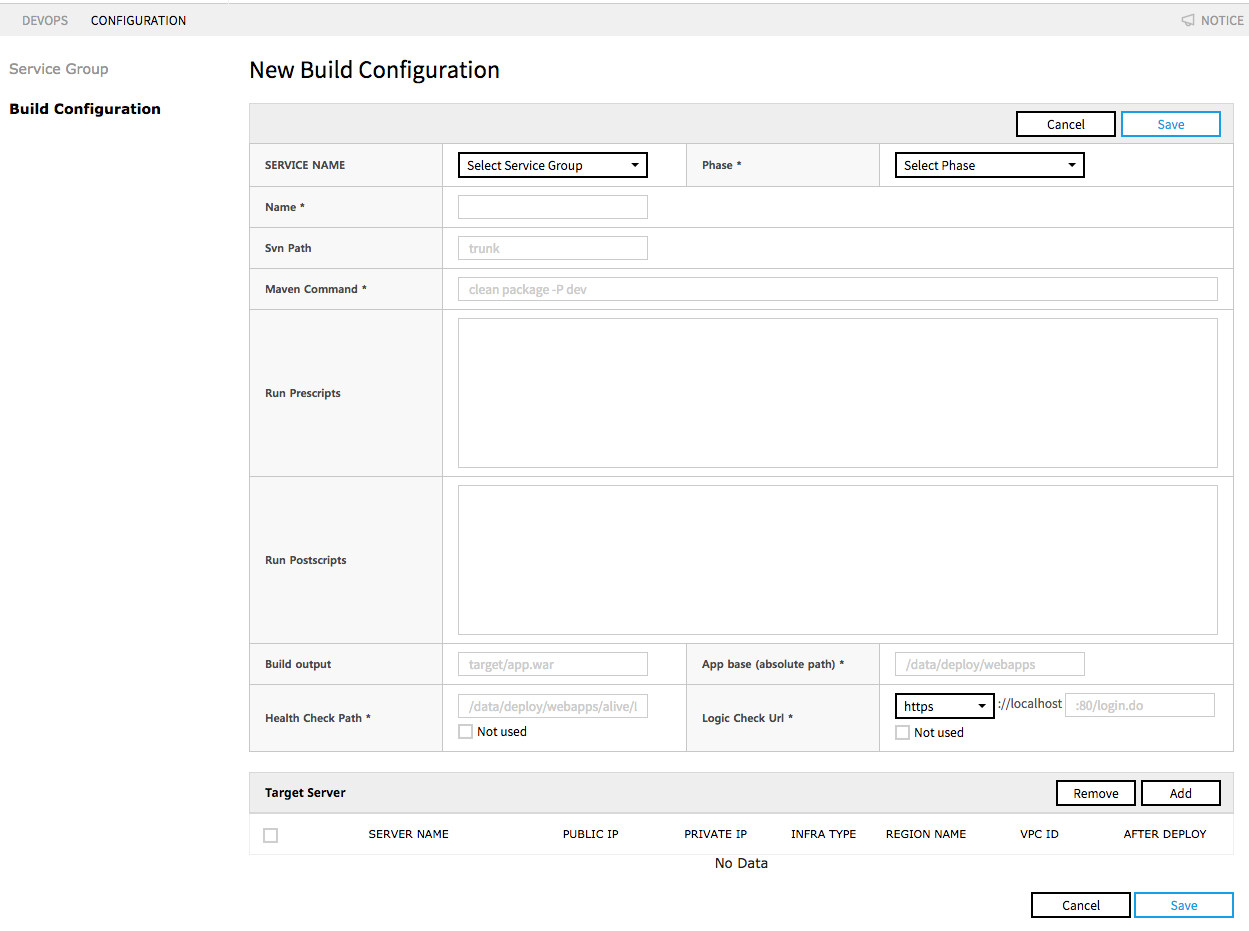 DEVOPS CONFIGURATION NOTICE
Service Group
Build Configuration
New Build Configuration
Cancel Save
SERVICE NAME Select Service Group Phase * Select Phase
Name *
Svn Path trunk
Maven Command * clean package -P dev
Run Prescripts
Run Postscripts
Build output target/app.war App base (absolute path) * /data/deploy/webapps
Health Check Path * /data/deploy/webapps/alive/l Logic Check Url * https ://localhost :80/login.do
Not used Not used
Target Server Remove Add
SERVER NAME PUBLIC IP PRIVATE IP INFRA TYPE REGION NAME VPC ID AFTER DEPLOY
No Data
Cancel Save